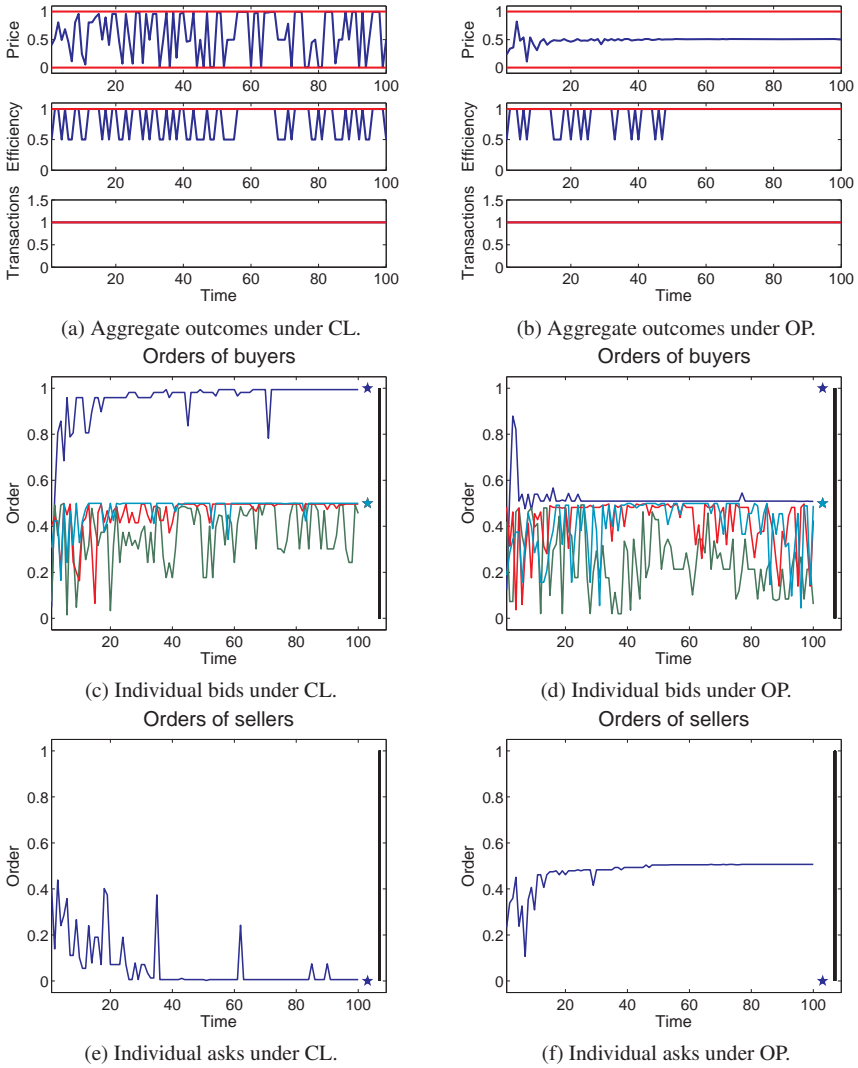 Price
1
0.5
0
20 40 60 80 100
Efficiency
1
0.5
0
20 40 60 80 100
Transactions
1.5
1
0.5
0
20 40 60 80 100
Time
(a) Aggregate outcomes under CL.
Price
1
0.5
0
20 40 60 80 100
Efficiency
1
0.5
0
20 40 60 80 100
Transactions
1.5
1
0.5
0
20 40 60 80 100
Time
(b) Aggregate outcomes under OP.
Orders of buyers
Order
1
0.8
0.6
0.4
0.2
0
20 40 60 80 100
Time
(c) Individual bids under CL.
Orders of buyers
Order
1
0.8
0.6
0.4
0.2
0
20 40 60 80 100
Time
(d) Individual bids under OP.
Orders of sellers
Order
1
0.8
0.6
0.4
0.2
0
20 40 60 80 100
Time
(e) Individual asks under CL.
Orders of sellers
Order
1
0.8
0.6
0.4
0.2
0
20 40 60 80 100
Time
(f) Individual asks under OP.